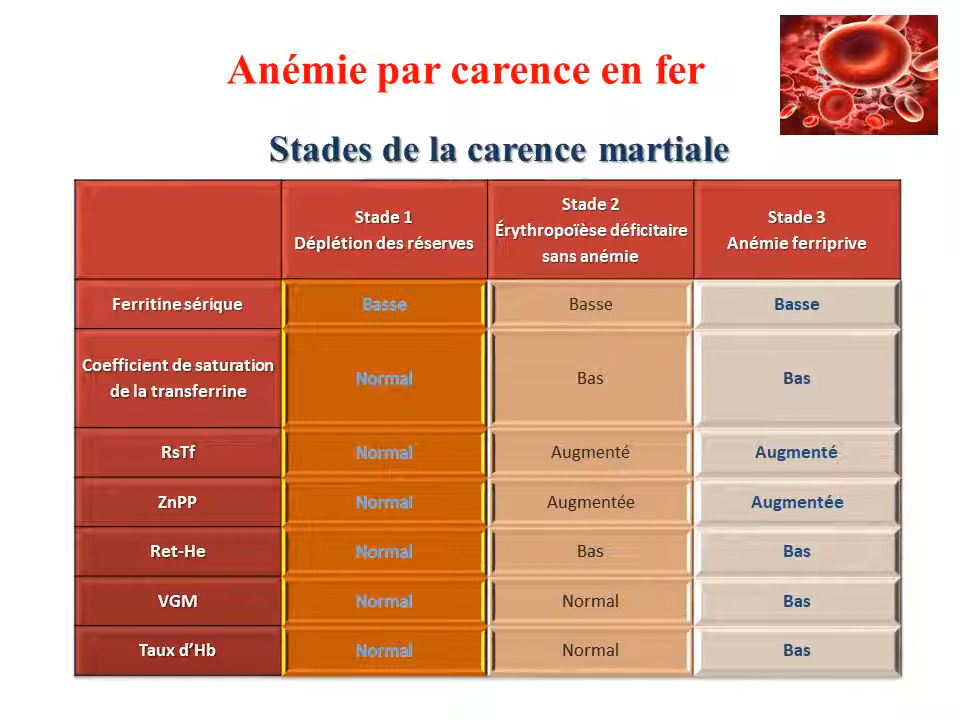 Anémie par carence en fer
Stades de la carence martiale
Stade 1
Déplétion des réserves
Stade 2
Érythropoïèse déficitaire
sans anémie
Stade 3
Anémie ferriprive
Ferritine sérique
Basse
Basse
Basse
Coefficient de saturation
de la transferrine
Normal
Bas
Bas
RsTf
Normal
Augmenté
Augmenté
ZnPP
Normal
Augmentée
Augmentée
Ret-He
Normal
Bas
Bas
VGM
Normal
Normal
Bas
Taux d'Hb
Normal
Normal
Bas